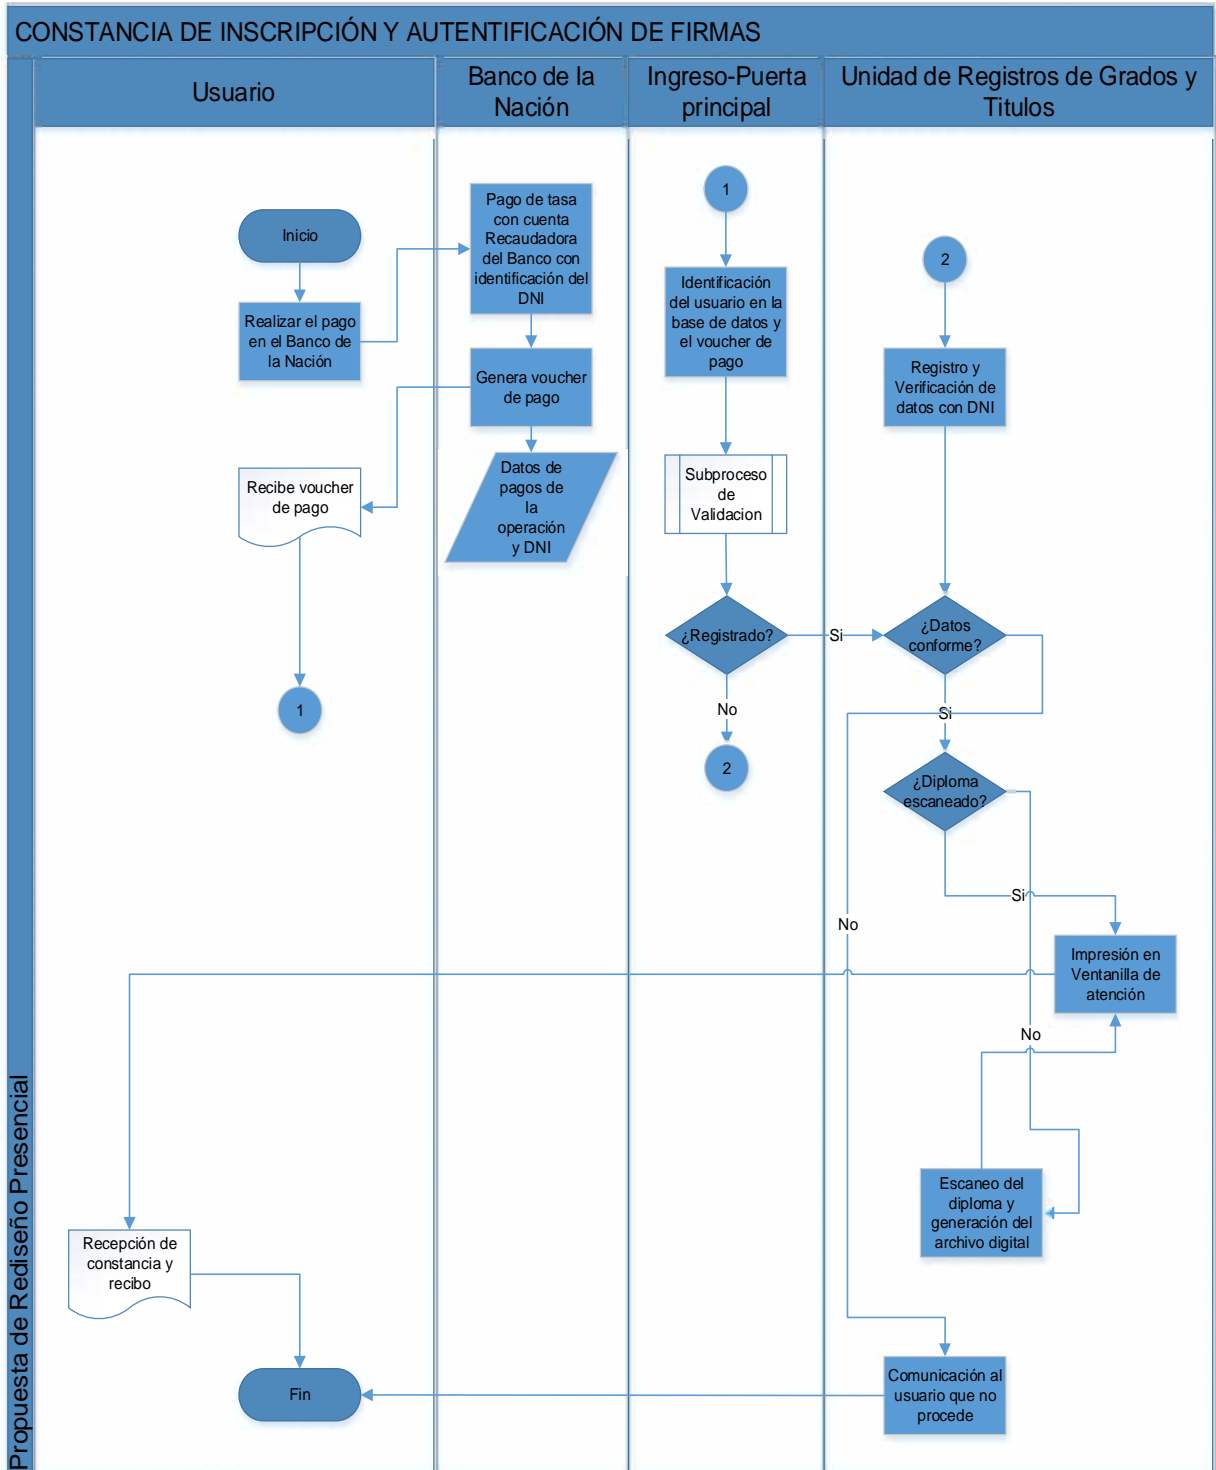 CONSTANCIA DE INSCRIPCIÓN Y AUTENTIFICACIÓN DE FIRMAS
Usuario
Banco de la
Nación
Ingreso-Puerta
principal
Unidad de Registros de Grados y
Titulos
Propuesta de Rediseño Presencial
Inicio
Realizar el pago
en el Banco de
la Nación
Recibe voucher
de pago
1
Recepción de
constancia y
recibo
Fin
Pago de tasa
con cuenta
Recaudadora
del Banco con
identificación del
DNI
Genera voucher
de pago
Datos de
pagos de
la
operación
y DNI
1
Identificación
del usuario en la
base de datos y
el voucher de
pago
Subproceso
de
Validacion
¿Registrado?
Si
No
2
2
Registro y
Verificación de
datos con DNI
¿Datos
conforme?
Si
No
¿Diploma
escaneado?
Si
No
Impresión en
Ventanilla de
atención
Escaneo del
diploma y
generación del
archivo digital
Comunicación al
usuario que no
procede